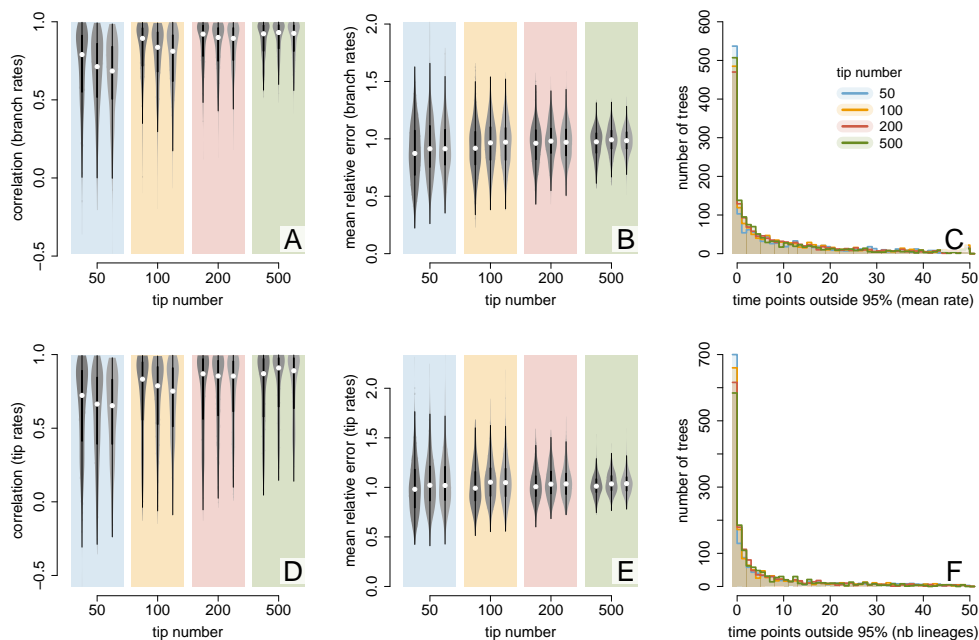 correlation (branch rates)
1.0
0.5
0.0
−0.5
A
50 100 200 500
tip number
mean relative error (branch rates)
2.0
1.5
1.0
0.5
0.0
B
50 100 200 500
tip number
number of trees
600
500
400
300
200
100
0
tip number
50
100
200
500
C
0 10 20 30 40 50
time points outside 95% (mean rate)
correlation (tip rates)
1.0
0.5
0.0
−0.5
D
50 100 200 500
tip number
mean relative error (tip rates)
2.0
1.5
1.0
0.5
0.0
E
50 100 200 500
tip number
number of trees
700
500
300
100
0
F
0 10 20 30 40 50
time points outside 95% (nb lineages)